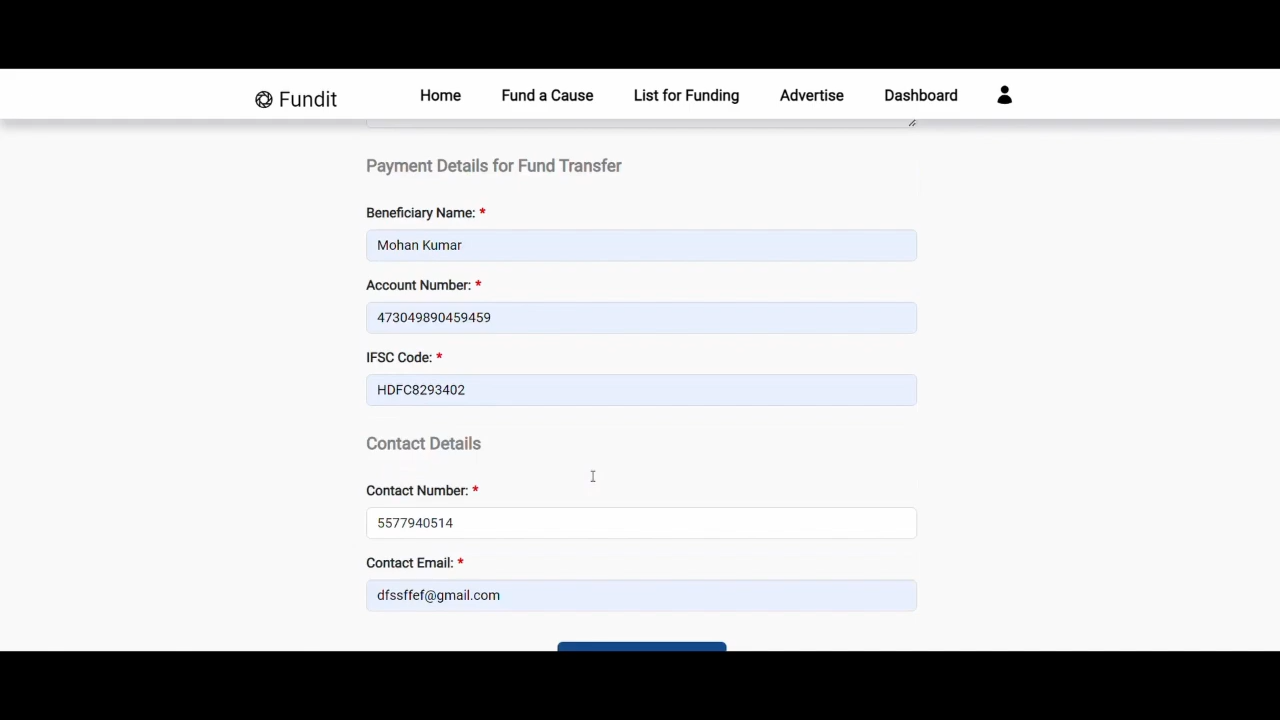 Fundit
Home
Fund a Cause
List for Funding
Advertise
Dashboard
Payment Details for Fund Transfer
Beneficiary Name: *
Mohan Kumar
Account Number: *
473049890459459
IFSC Code: *
HDFC8293402
Contact Details
Contact Number: *
5577940514
Contact Email: *
dfssffef@gmail.com